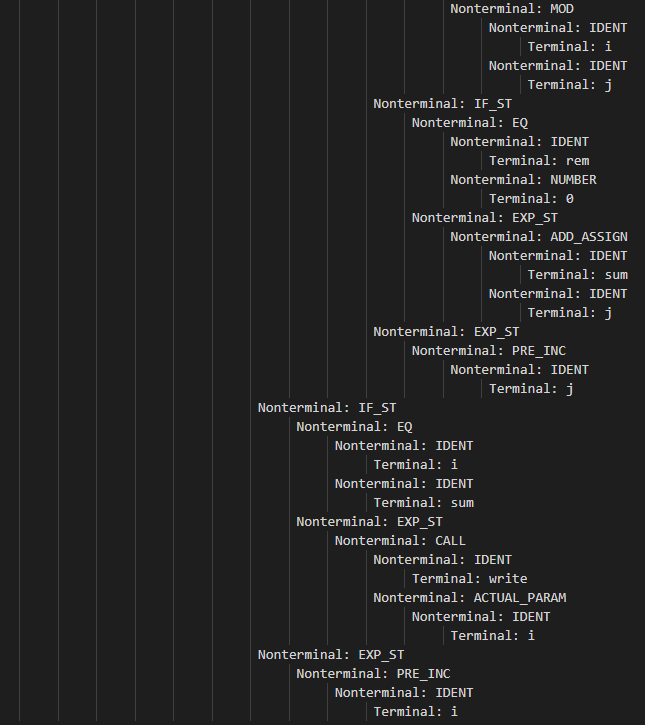 Nonterminal: MOD
Nonterminal: IDENT
Terminal: i
Nonterminal: IDENT
Terminal: j
Nonterminal: IF_ST
Nonterminal: EQ
Nonterminal: IDENT
Terminal: rem
Nonterminal: NUMBER
Terminal: 0
Nonterminal: EXP_ST
Nonterminal: ADD_ASSIGN
Nonterminal: IDENT
Terminal: sum
Nonterminal: IDENT
Terminal: j
Nonterminal: EXP_ST
Nonterminal: PRE_INC
Nonterminal: IDENT
Terminal: j
Nonterminal: IF_ST
Nonterminal: EQ
Nonterminal: IDENT
Terminal: i
Nonterminal: IDENT
Terminal: sum
Nonterminal: EXP_ST
Nonterminal: CALL
Nonterminal: IDENT
Terminal: write
Nonterminal: ACTUAL_PARAM
Nonterminal: IDENT
Terminal: i
Nonterminal: EXP_ST
Nonterminal: PRE_INC
Nonterminal: IDENT
Terminal: i